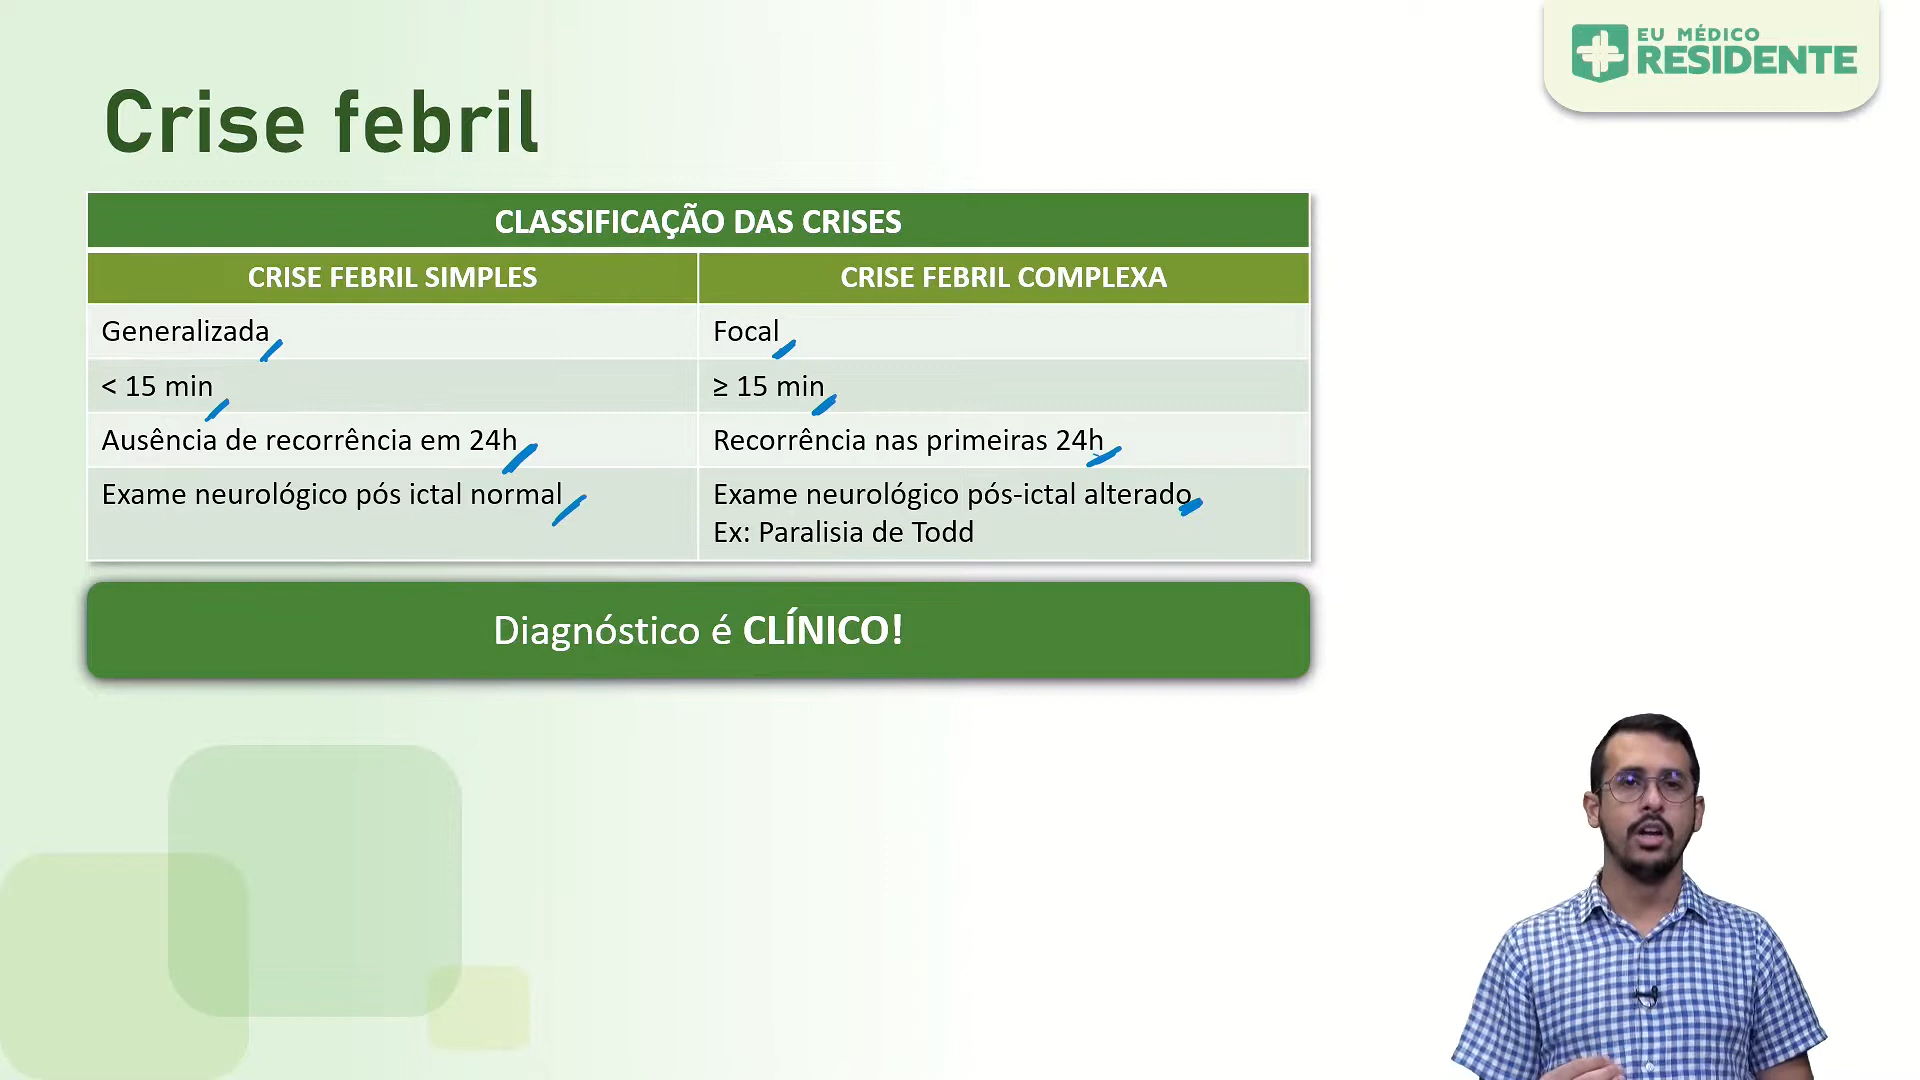 EU MÉDICO
RESIDENTE
Crise febril
CLASSIFICAÇÃO DAS CRISES
CRISE FEBRIL SIMPLES
CRISE FEBRIL COMPLEXA
Generalizada
Focal
< 15 min
≥ 15 min
Ausência de recorrência em 24h
Recorrência nas primeiras 24h
Exame neurológico pós ictal normal
Exame neurológico pós-ictal alterado
Ex: Paralisia de Todd
Diagnóstico é CLÍNICO!